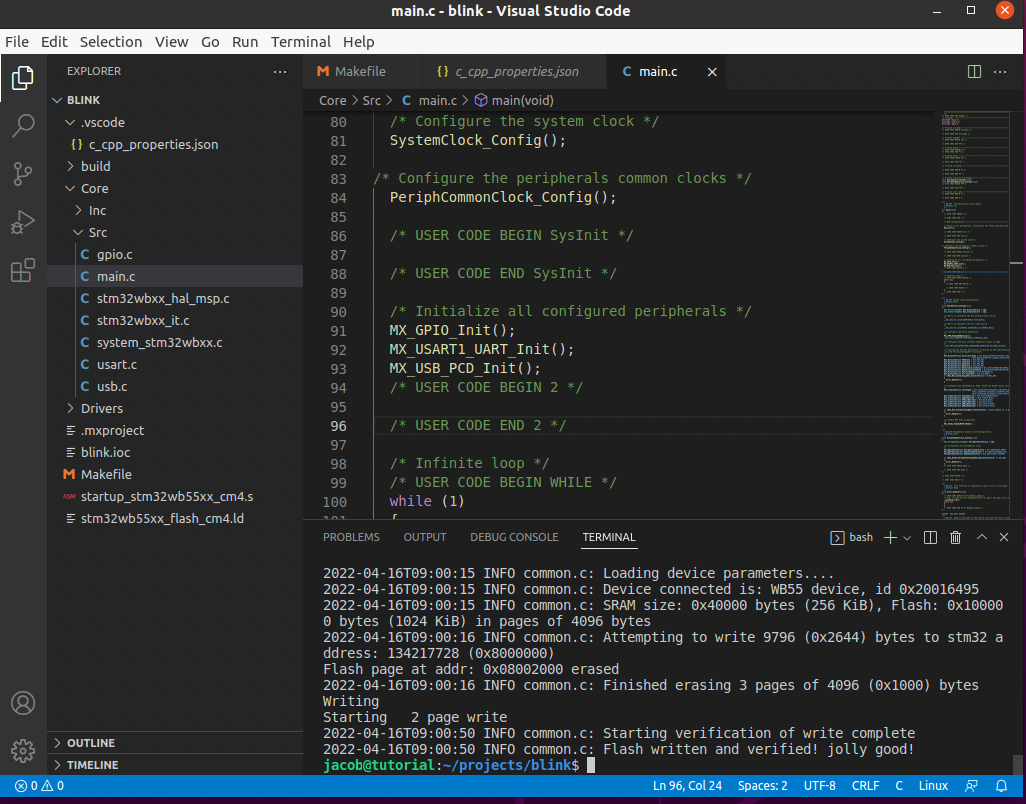 main.c - blink - Visual Studio Code
File Edit Selection View Go Run Terminal Help
EXPLORER
BLINK
.vscode
{} c_cpp_properties.json
build
Core
Inc
Src
C gpio.c
C main.c
C stm32wbxx_hal_msp.c
C stm32wbxx_it.c
C system_stm32wbxx.c
C usart.c
C usb.c
Drivers
.mxproject
blink.ioc
M Makefile
ASM startup_stm32wb55xx_cm4.s
stm32wb55xx_flash_cm4.ld
OUTLINE
TIMELINE
M Makefile {} c_cpp_properties.json C main.c
Core > Src > C main.c > main(void)
80 /* Configure the system clock */
81 SystemClock_Config();
82
83 /* Configure the peripherals common clocks */
84 PeriphCommonClock_Config();
85
86 /* USER CODE BEGIN SysInit */
87
88 /* USER CODE END SysInit */
89
90 /* Initialize all configured peripherals */
91 MX_GPIO_Init();
92 MX_USART1_UART_Init();
93 MX_USB_PCD_Init();
94 /* USER CODE BEGIN 2 */
95
96 /* USER CODE END 2 */
97
98 /* Infinite loop */
99 /* USER CODE BEGIN WHILE */
100 while (1)
101 {
PROBLEMS OUTPUT DEBUG CONSOLE TERMINAL bash
2022-04-16T09:00:15 INFO common.c: Loading device parameters....
2022-04-16T09:00:15 INFO common.c: Device connected is: WB55 device, id 0x20016495
2022-04-16T09:00:15 INFO common.c: SRAM size: 0x40000 bytes (256 KiB), Flash: 0x10000
0 bytes (1024 KiB) in pages of 4096 bytes
2022-04-16T09:00:16 INFO common.c: Attempting to write 9796 (0x2644) bytes to stm32 a
ddress: 134217728 (0x8000000)
Flash page at addr: 0x08002000 erased
2022-04-16T09:00:16 INFO common.c: Finished erasing 3 pages of 4096 (0x1000) bytes
Writing
Starting   2 page write
2022-04-16T09:00:50 INFO common.c: Starting verification of write complete
2022-04-16T09:00:50 INFO common.c: Flash written and verified! jolly good!
jacob@tutorial:~/projects/blink$
0 0 Ln 96, Col 24 Spaces: 2 UTF-8 CRLF C Linux